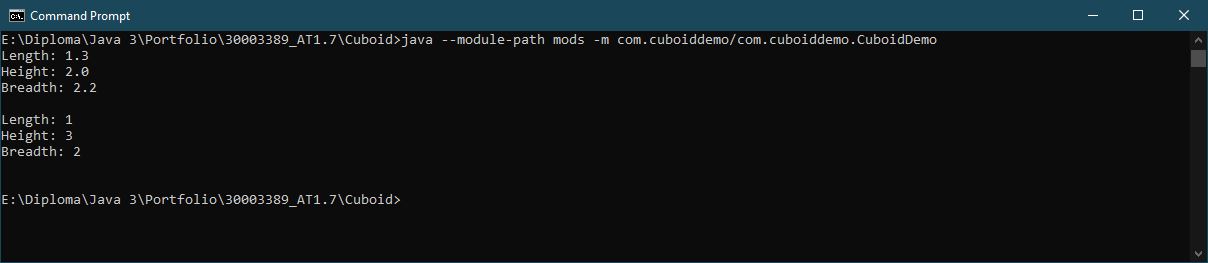 Command Prompt
E:\Diploma\Java 3\Portfolio\30003389_AT1.7\Cuboid>java --module-path mods -m com.cuboiddemo/com.cuboiddemo.CuboidDemo
Length: 1.3
Height: 2.0
Breadth: 2.2
Length: 1
Height: 3
Breadth: 2
E:\Diploma\Java 3\Portfolio\30003389_AT1.7\Cuboid>